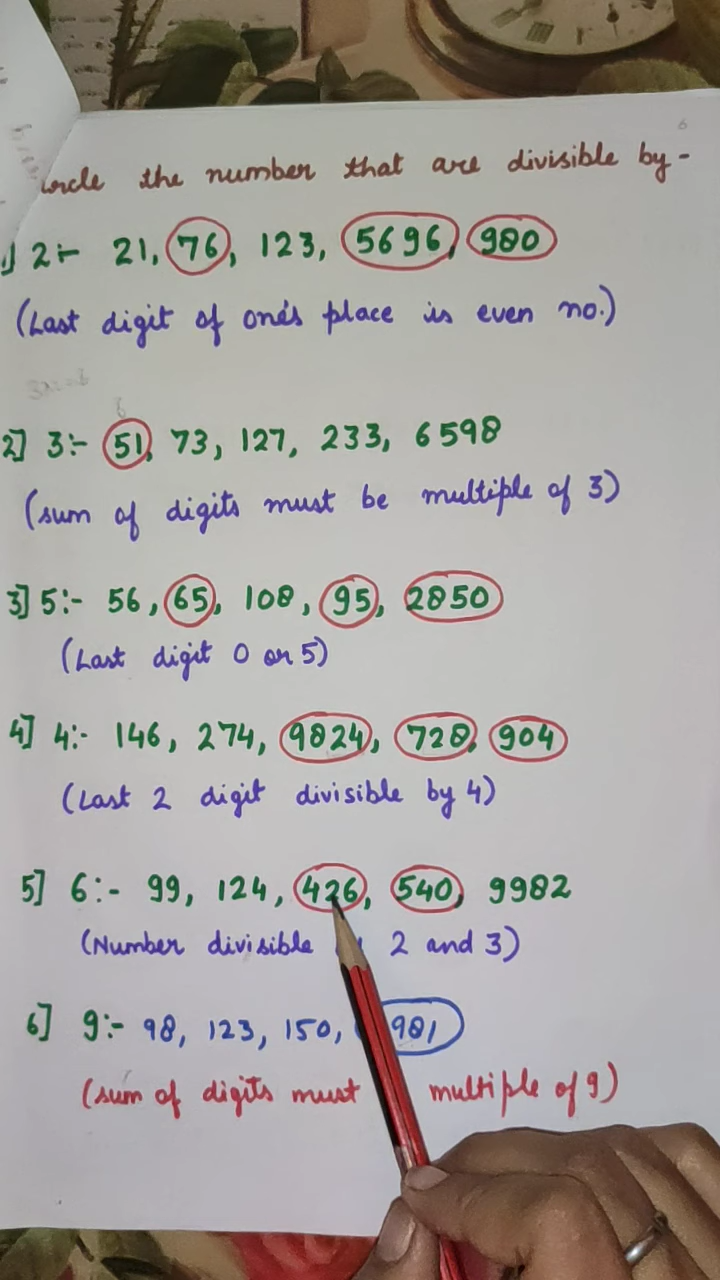 the number that are divisible by-
1) 2:- 21, 76, 123, 5696, 980
(Last digit of one's place is even no.)
2] 3:- 51, 73, 127, 233, 6598
(sum of digits must be multiple of 3)
3] 5:- 56, 65, 108, 95, 2850
(Last digit 0 or 5)
4] 4:- 146, 274, 9824, 728, 904
(Last 2 digit divisible by 4)
5] 6:- 99, 124, 426, 540, 9982
(Number divisible 2 and 3)
6] 9:- 98, 123, 150, 981
(sum of digits must multiple of 9)